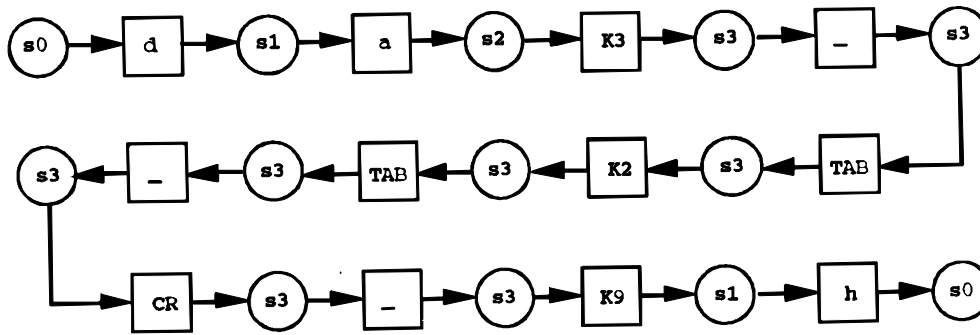 s0 d s1 a s2 K3 s3 _ s3
s3 _ s3 TAB s3 K2 s3 TAB
CR s3 _ s3 K9 s1 h s0